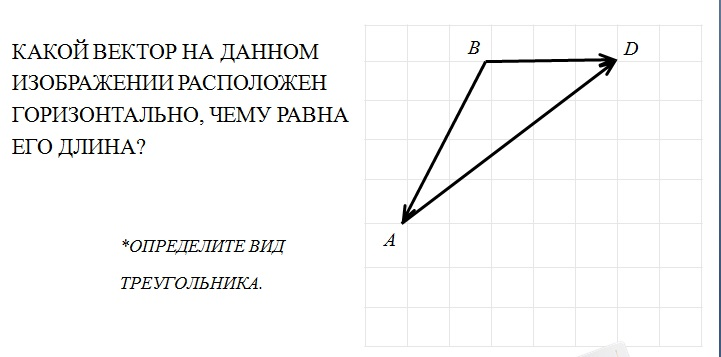 КАКОЙ ВЕКТОР НА ДАННОМ
ИЗОБРАЖЕНИИ РАСПОЛОЖЕН
ГОРИЗОНТАЛЬНО, ЧЕМУ РАВНА
ЕГО ДЛИНА?
B
D
A
*ОПРЕДЕЛИТЕ ВИД
ТРЕУГОЛЬНИКА.